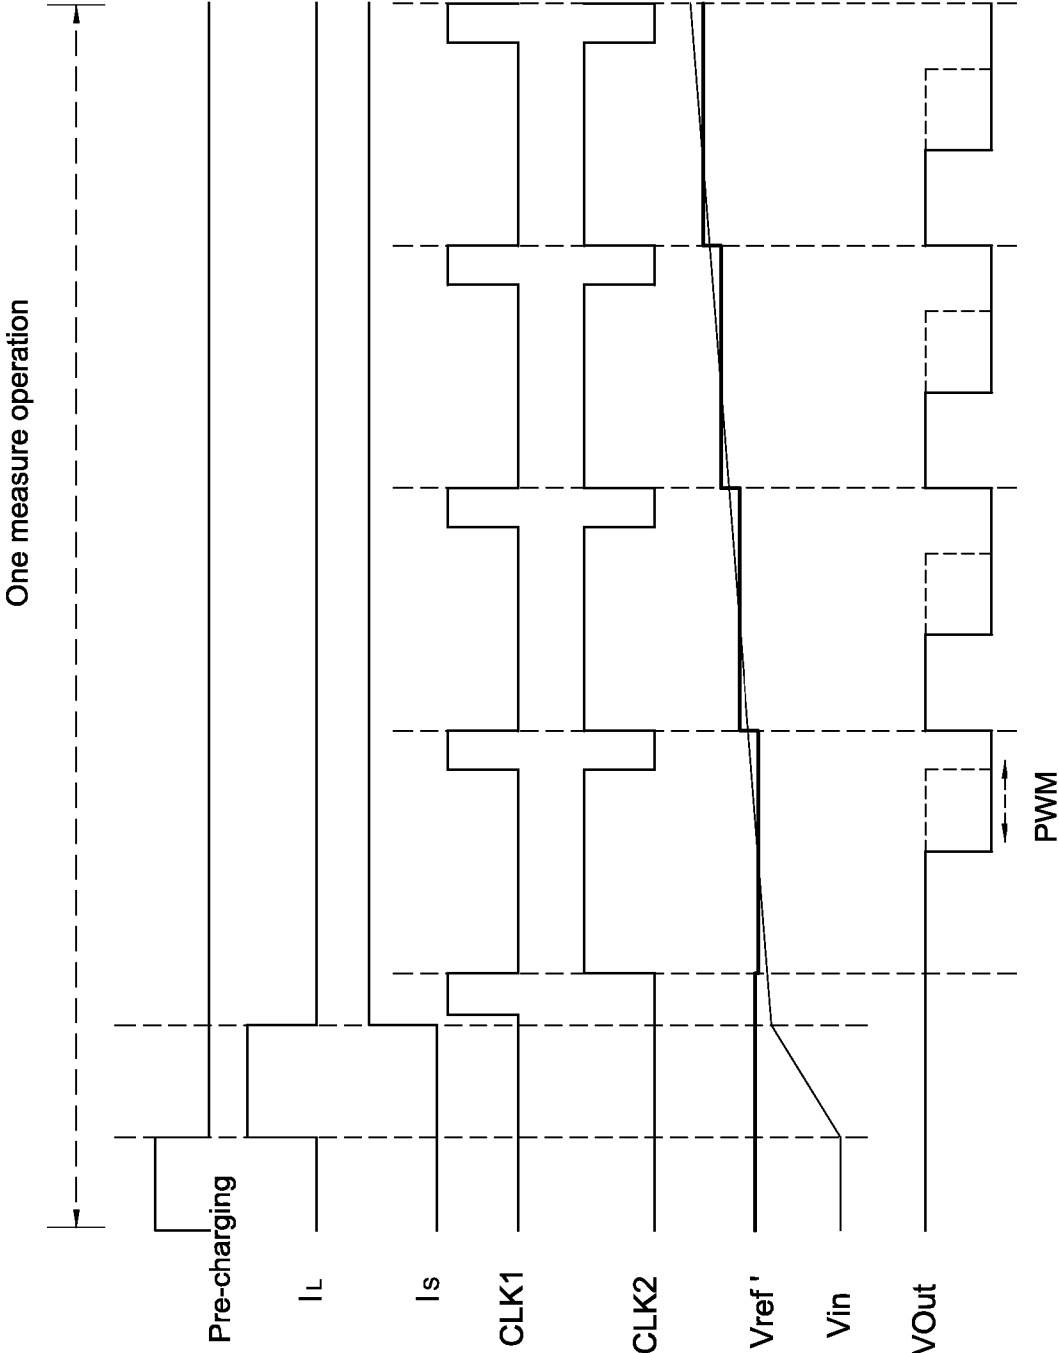 One measure operation
Pre-charging
IL
IS
CLK1
CLK2
Vref'
Vin
VOut
PWM